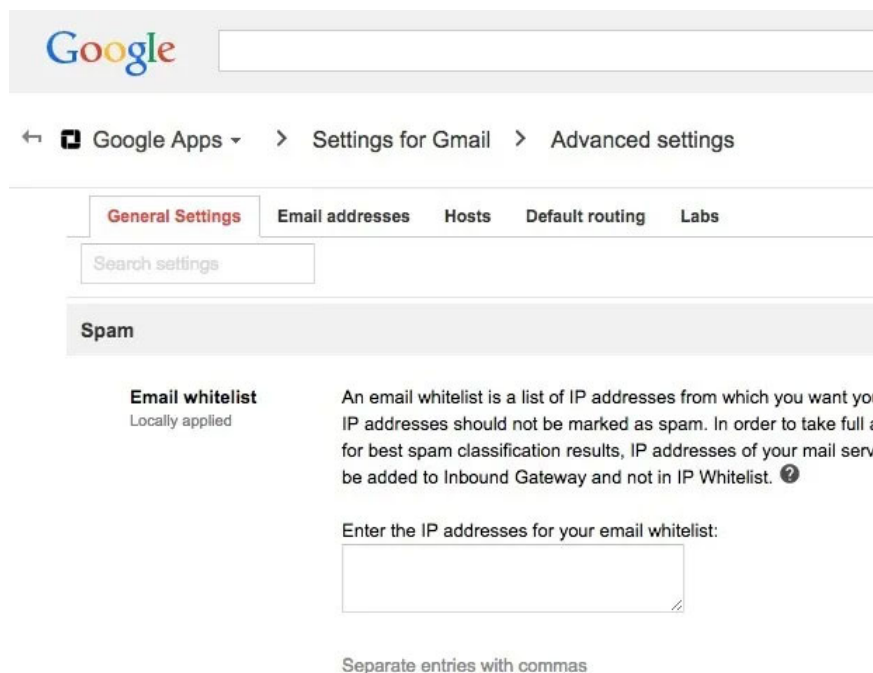 Google
Google Apps > Settings for Gmail > Advanced settings
General Settings Email addresses Hosts Default routing Labs
Search settings
Spam
Email whitelist
Locally applied
An email whitelist is a list of IP addresses from which you want
IP addresses should not be marked as spam. In order to take full
for best spam classification results, IP addresses of your mail
be added to Inbound Gateway and not in IP Whitelist. ?
Enter the IP addresses for your email whitelist:
Separate entries with commas